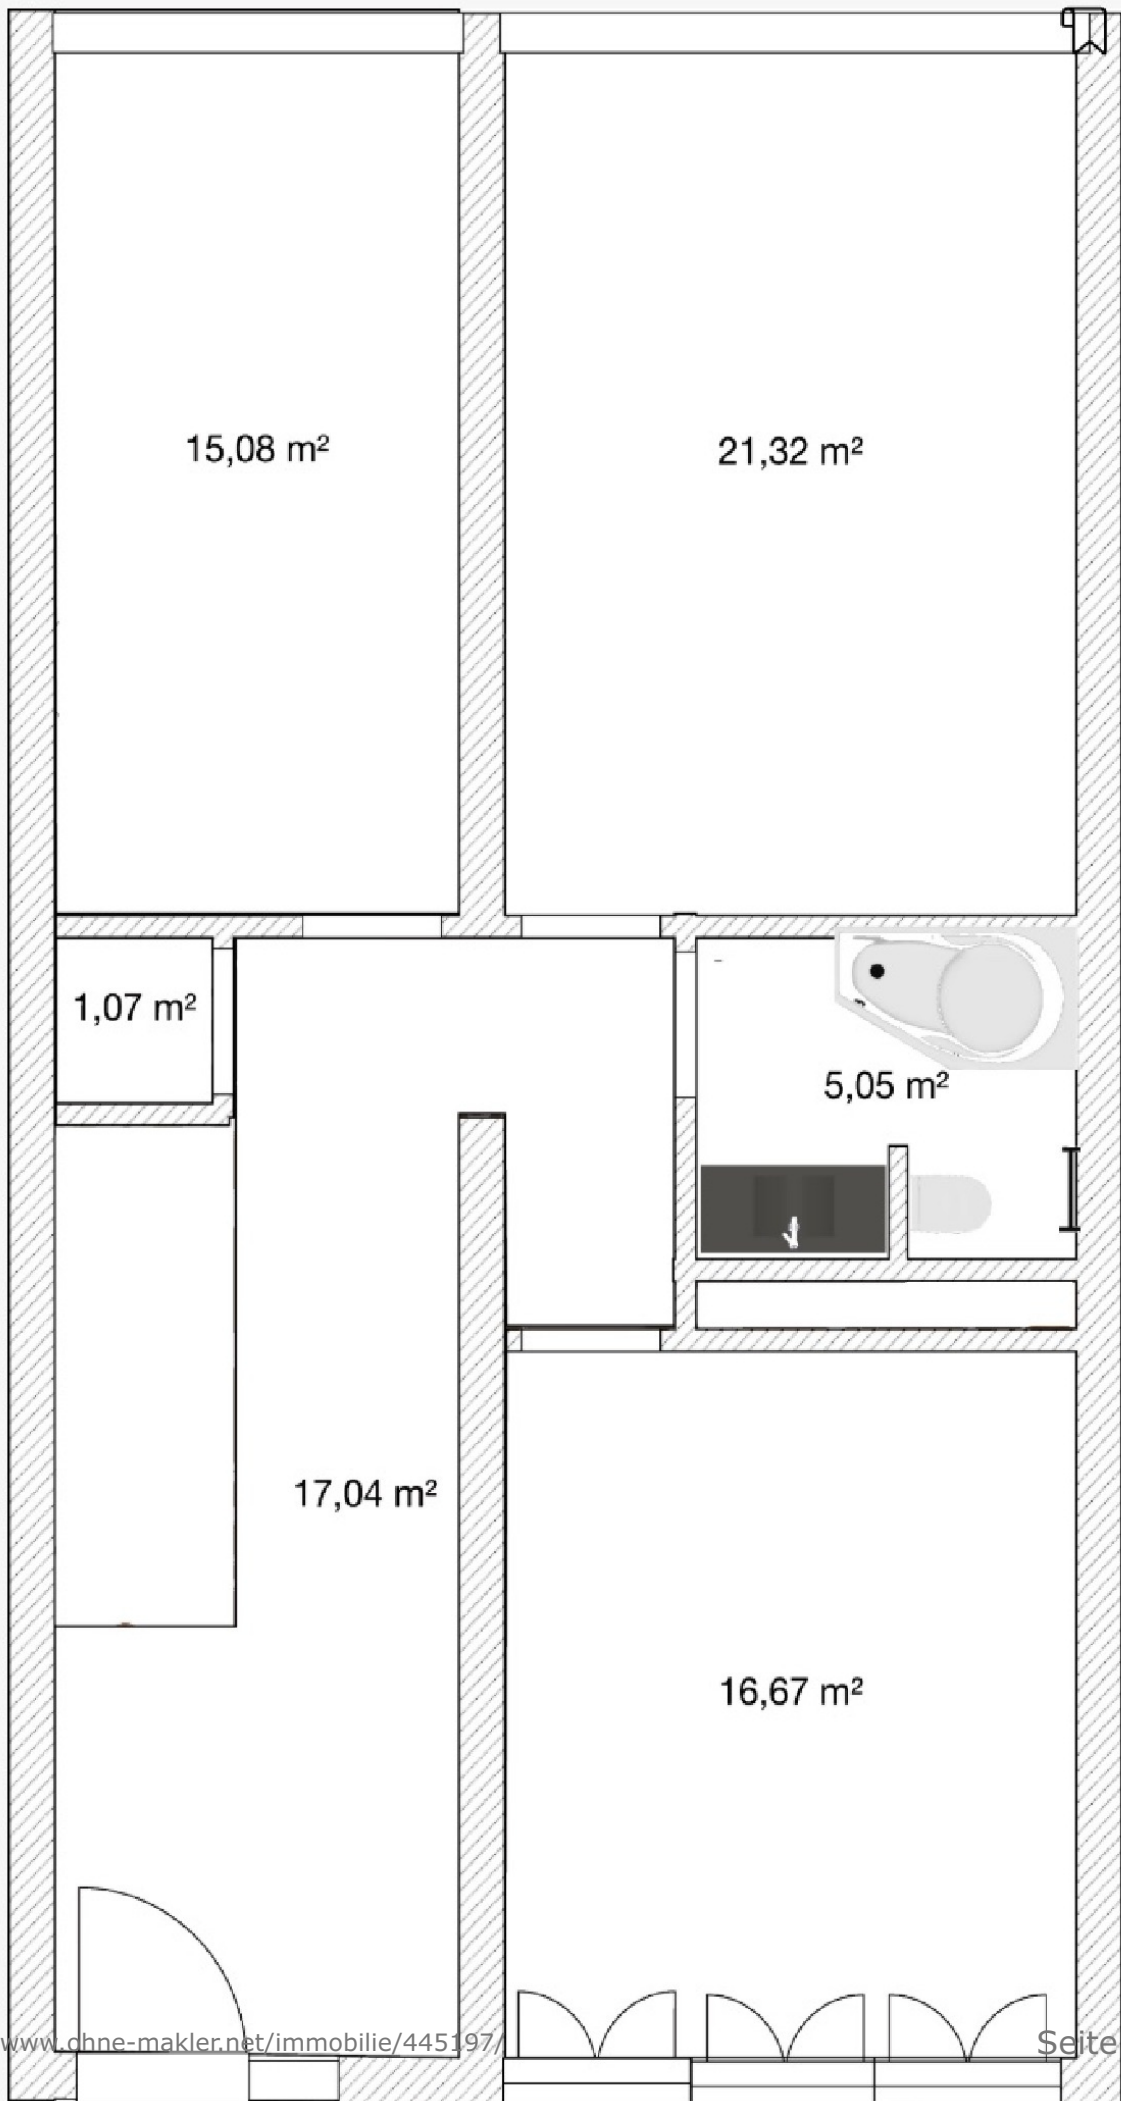 15,08 m²
21,32 m²
1,07 m²
5,05 m²
17,04 m²
16,67 m²
www.ohne-makler.net/immobilie/445197/
Seite